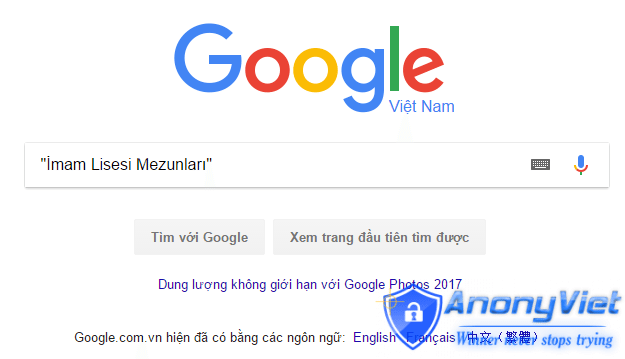 Google
Việt Nam
"İmam Lisesi Mezunları"
Tìm với Google
Xem trang đầu tiên tìm được
Dung lượng không giới hạn với Google Photos 2017
AnonyViet
Google.com.vn hiện đã có bằng các ngôn ngữ: English Français 中文（繁體）
Winner never stops trying